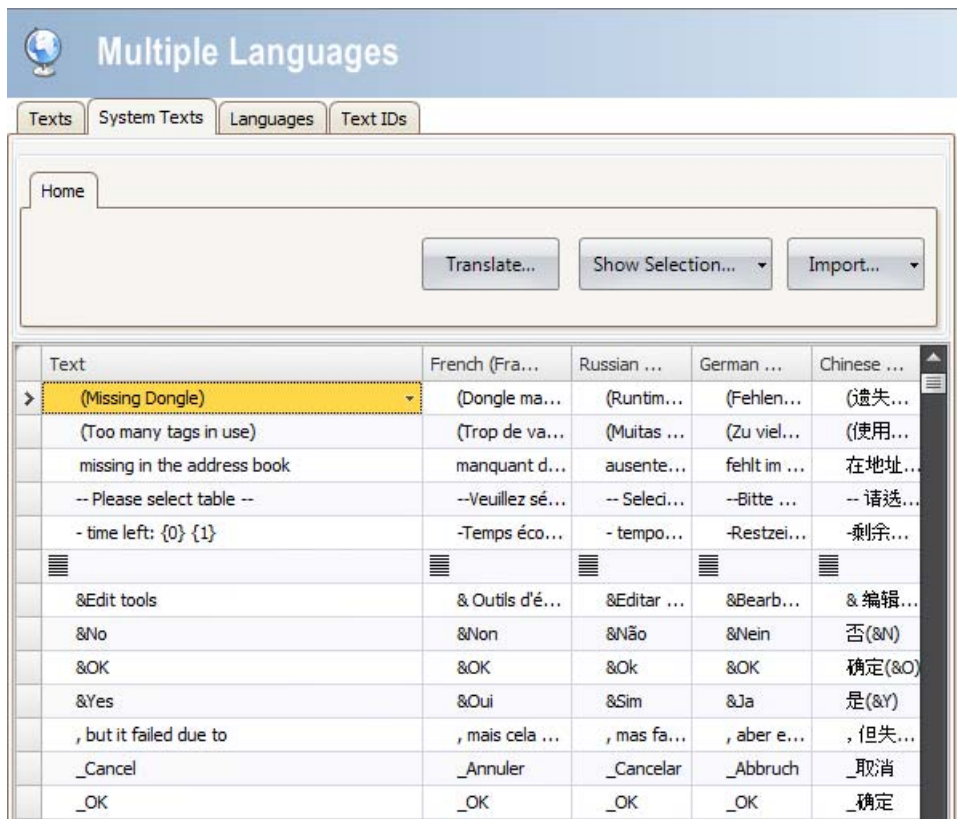 Multiple Languages
Texts System Texts Languages Text IDs
Home
Translate... Show Selection... Import...
Text French (Fra... Russian ... German ... Chinese ...
(Missing Dongle) (Dongle ma... (Runtim... (Fehlen... (遗失...
(Too many tags in use) (Trop de va... (Muitas ... (Zu viel... (使用...
missing in the address book manquant d... ausente... fehlt im ... 在地址...
-- Please select table -- --Veuillez sé... -- Seleci... --Bitte ... -- 请选...
- time left: {0} {1} -Temps éco... - tempo... -Restzei... -剩余...
&Edit tools & Outils d'é... &Editar ... &Bearb... & 编辑...
&No &Non &Não &Nein 否(&N)
&OK &OK &Ok &OK 确定(&O)
&Yes &Oui &Sim &Ja 是(&Y)
, but it failed due to , mais cela ... , mas fa... , aber e... , 但失...
_Cancel _Annuler _Cancelar _Abbruch _取消
_OK _OK _OK _OK _确定